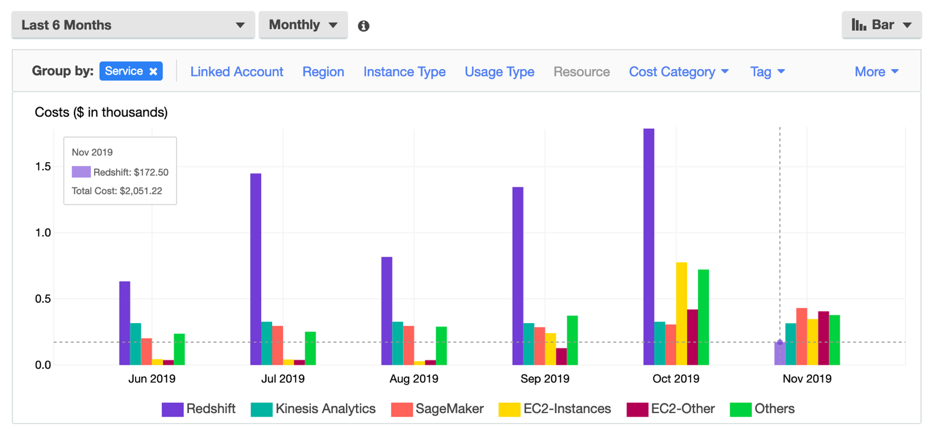 Last 6 Months Monthly Bar
Group by: Service × Linked Account Region Instance Type Usage Type Resource Cost Category Tag More
Costs ($ in thousands)
Nov 2019
Redshift: $172.50
Total Cost: $2,051.22
1.5
1.0
0.5
0.0
Jun 2019 Jul 2019 Aug 2019 Sep 2019 Oct 2019 Nov 2019
Redshift Kinesis Analytics SageMaker EC2-Instances EC2-Other Others